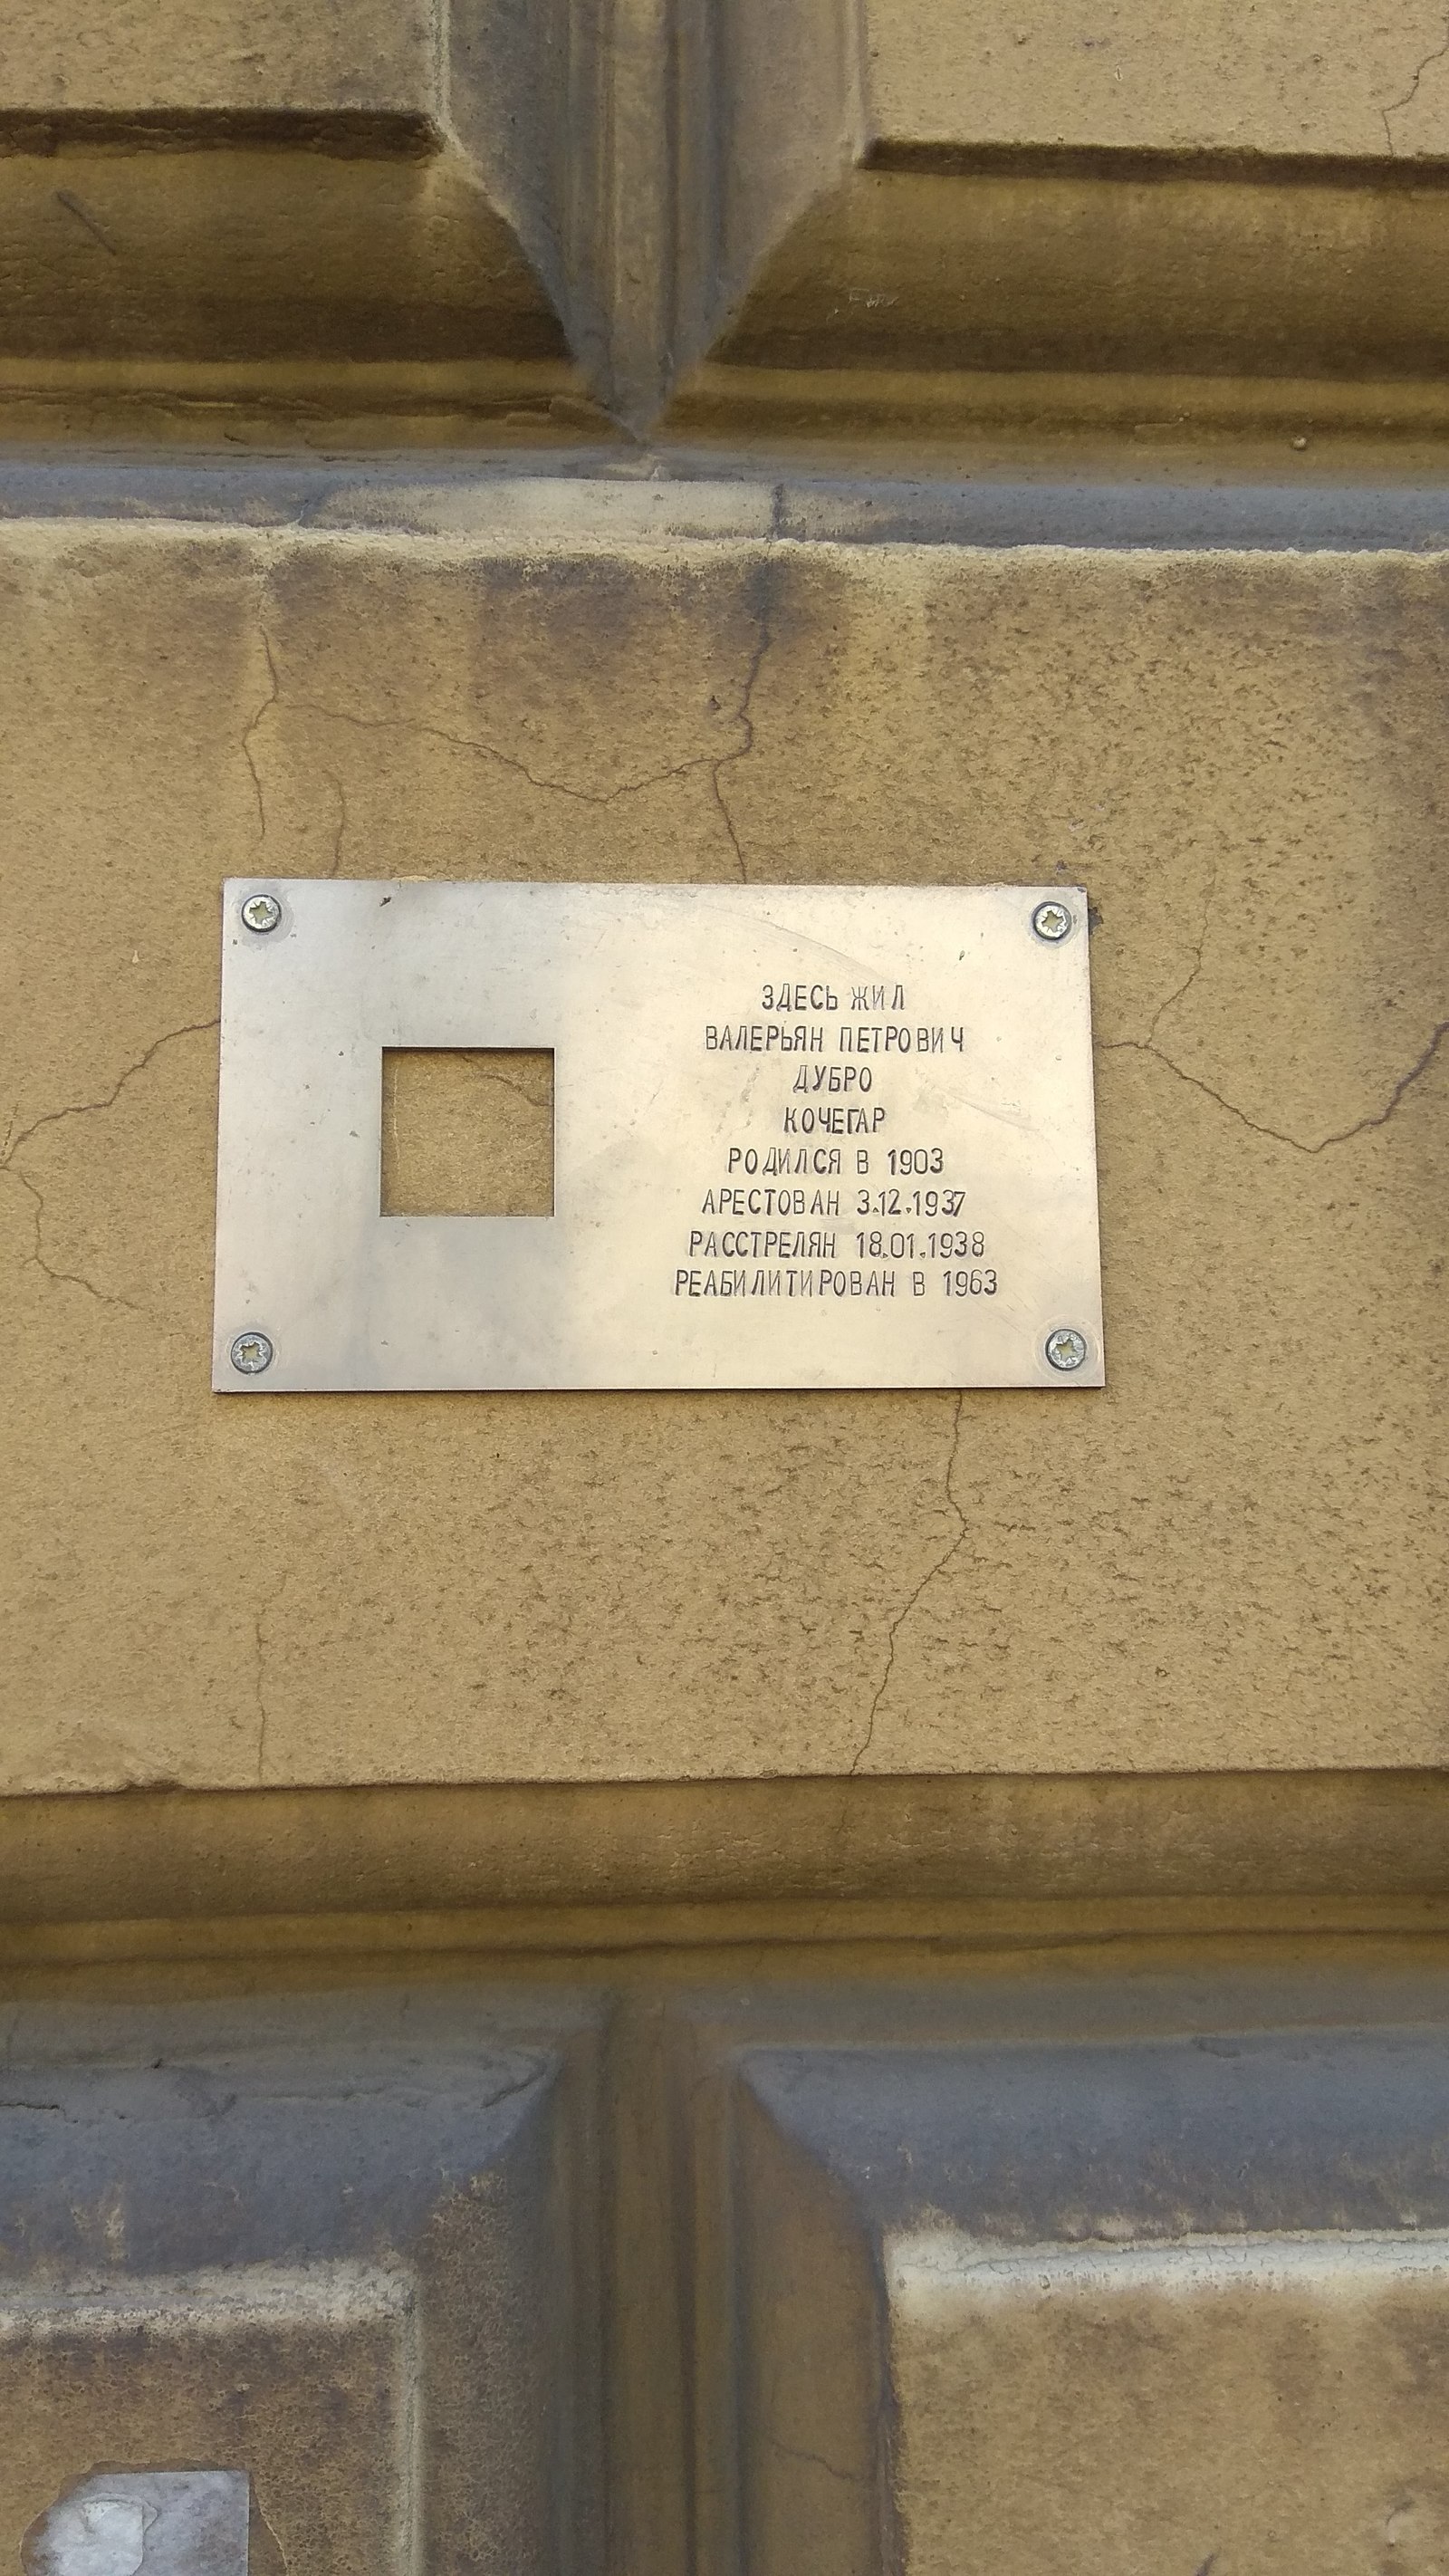 ЗДЕСЬ ЖИЛ
ВАЛЕРЬЯН ПЕТРОВИЧ
ДУБРО
КОЧЕГАР
РОДИЛСЯ В 1903
АРЕСТОВАН 3.12.1937
РАССТРЕЛЯН 18.01.1938
РЕАБИЛИТИРОВАН В 1963